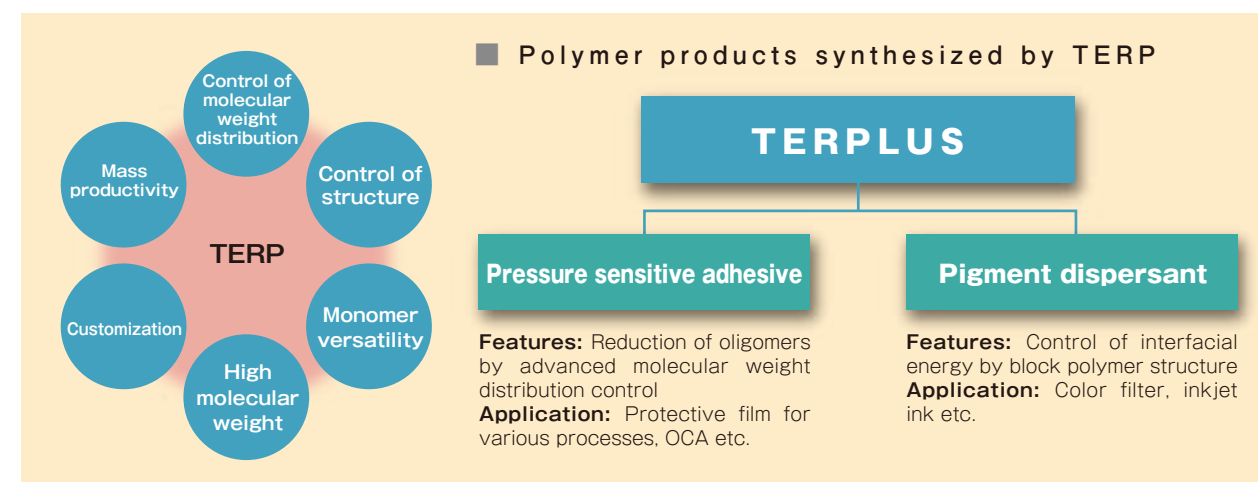 Control of
molecular
weight
distribution
Control of
structure
Monomer
versatility
High
molecular
weight
Customization
Mass
productivity
TERP
■ Polymer products synthesized by TERP
TERPLUS
Pressure sensitive adhesive
Features: Reduction of oligomers
by advanced molecular weight
distribution control
Application: Protective film for
various processes, OCA etc.
Pigment dispersant
Features: Control of interfacial
energy by block polymer structure
Application: Color filter, inkjet
ink etc.